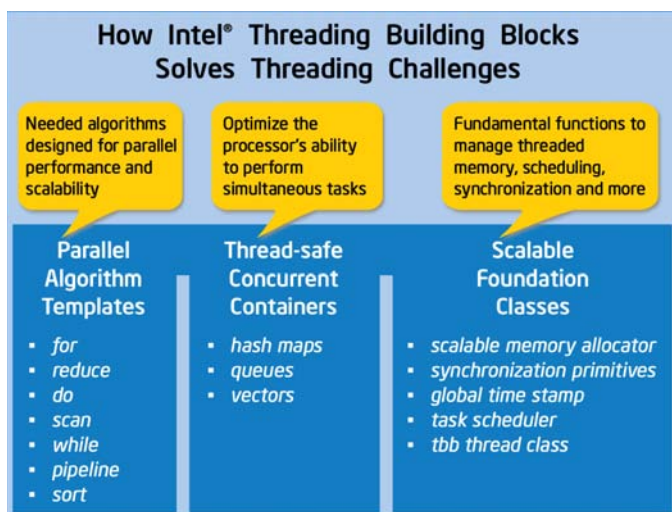 How Intel® Threading Building Blocks
Solves Threading Challenges
Needed algorithms
designed for parallel
performance and
scalability
Optimize the
processor's ability
to perform
simultaneous tasks
Fundamental functions to
manage threaded
memory, scheduling,
synchronization and more
Parallel
Algorithm
Templates
▪ for
▪ reduce
▪ do
▪ scan
▪ while
▪ pipeline
▪ sort
Thread-safe
Concurrent
Containers
▪ hash maps
▪ queues
▪ vectors
Scalable
Foundation
Classes
▪ scalable memory allocator
▪ synchronization primitives
▪ global time stamp
▪ task scheduler
▪ tbb thread class